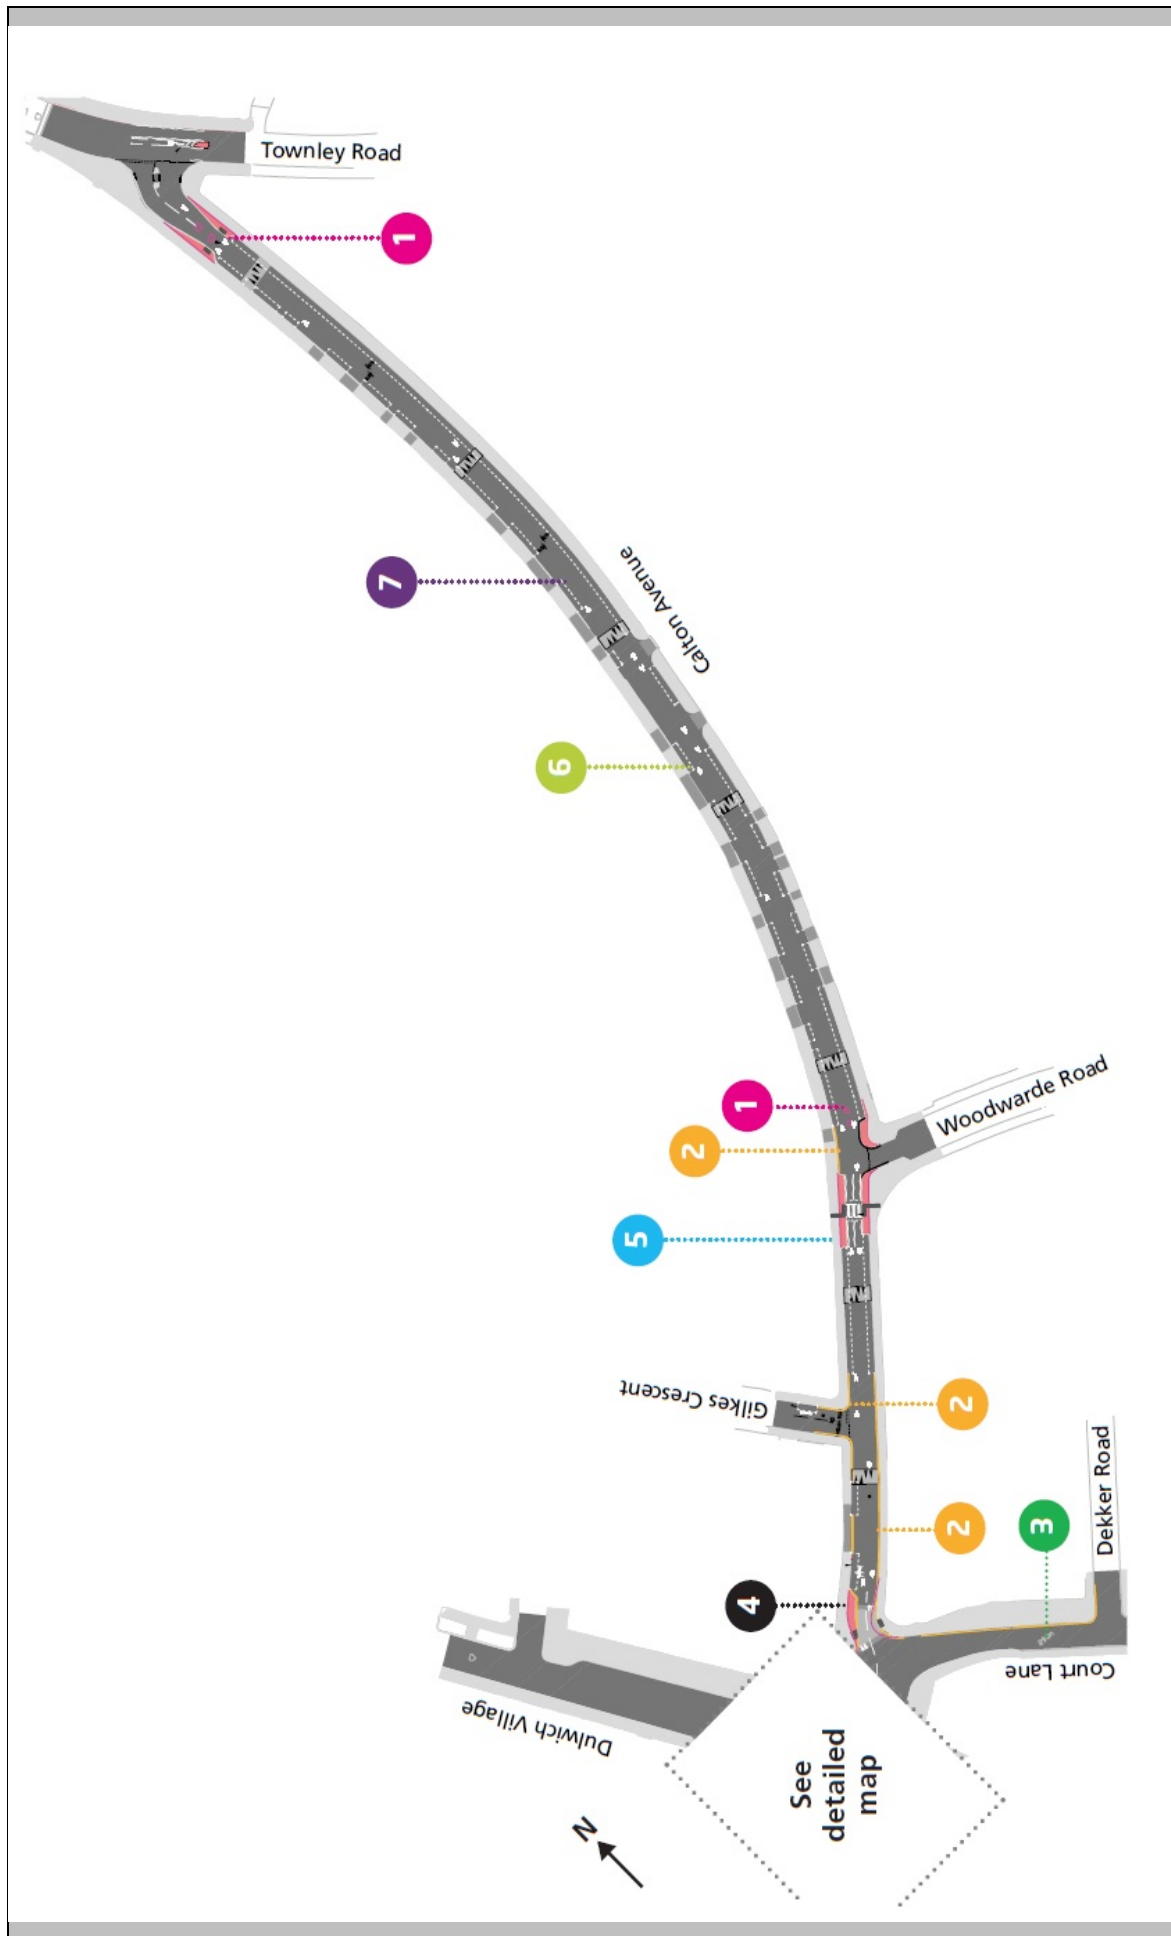 Townley Road
1
7
Calton Avenue
6
1
Woodwarde Road
2
5
Gilkes Crescent
2
2
3
Dekker Road
4
Court Lane
Dulwich Village
See
detailed
map
N